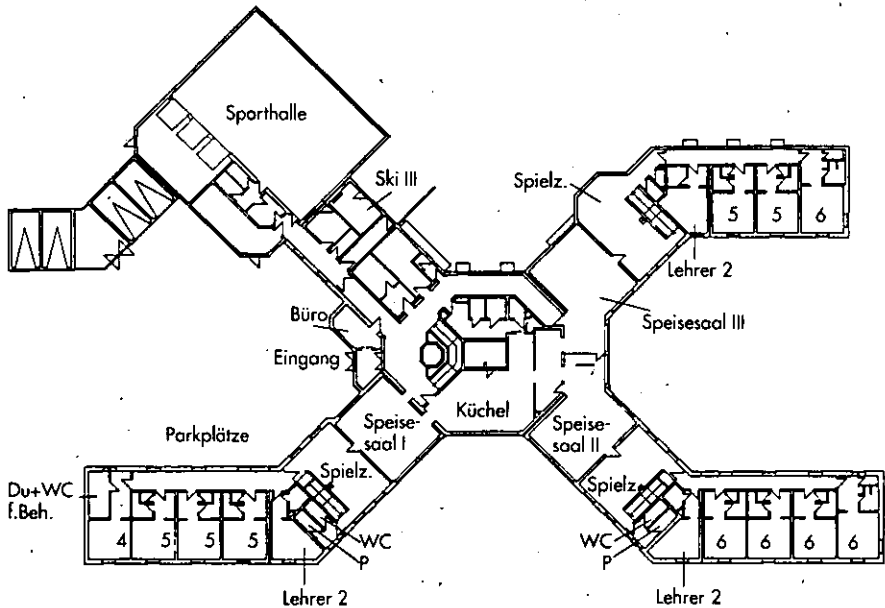 Sporthalle
Ski III
Spielz.
5 5 6
Lehrer 2
Speisesaal III
Büro
Eingang
Küchel
Speise-
saal I
Speise-
saal II
Parkplätze
Spielz.
Spielz.
Du+WC
f.Beh.
4 5 5 5
WC
P
WC
P
6 6 6 6
Lehrer 2
Lehrer 2